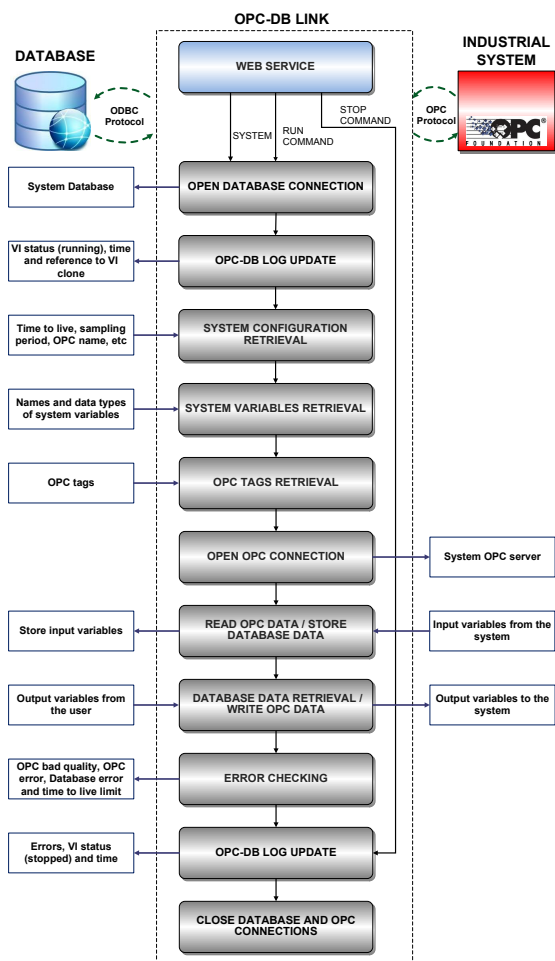 OPC-DB LINK
DATABASE
INDUSTRIAL
SYSTEM
WEB SERVICE
ODBC
Protocol
OPC
Protocol
OPC®
FOUNDATION
SYSTEM
RUN
COMMAND
STOP
COMMAND
System Database
OPEN DATABASE CONNECTION
VI status (running), time
and reference to VI
clone
OPC-DB LOG UPDATE
Time to live, sampling
period, OPC name, etc
SYSTEM CONFIGURATION
RETRIEVAL
Names and data types
of system variables
SYSTEM VARIABLES RETRIEVAL
OPC tags
OPC TAGS RETRIEVAL
OPEN OPC CONNECTION
System OPC server
Store input variables
READ OPC DATA / STORE
DATABASE DATA
Input variables from the
system
Output variables from
the user
DATABASE DATA RETRIEVAL /
WRITE OPC DATA
Output variables to the
system
OPC bad quality, OPC
error, Database error
and time to live limit
ERROR CHECKING
Errors, VI status
(stopped) and time
OPC-DB LOG UPDATE
CLOSE DATABASE AND OPC
CONNECTIONS